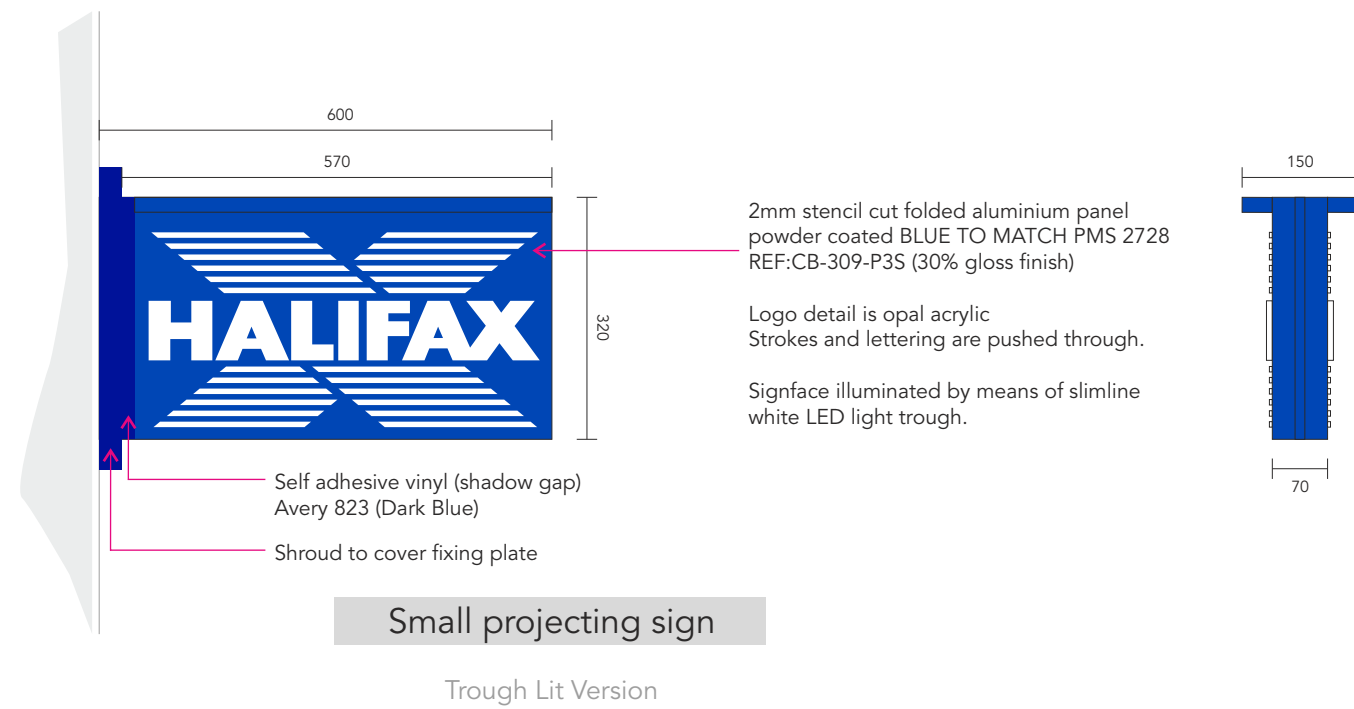 600
570
150
2mm stencil cut folded aluminium panel
powder coated BLUE TO MATCH PMS 2728
REF:CB-309-P3S (30% gloss finish)
Logo detail is opal acrylic
Strokes and lettering are pushed through.
Signface illuminated by means of slimline
white LED light trough.
HALIFAX
320
70
Self adhesive vinyl (shadow gap)
Avery 823 (Dark Blue)
Shroud to cover fixing plate
Small projecting sign
Trough Lit Version